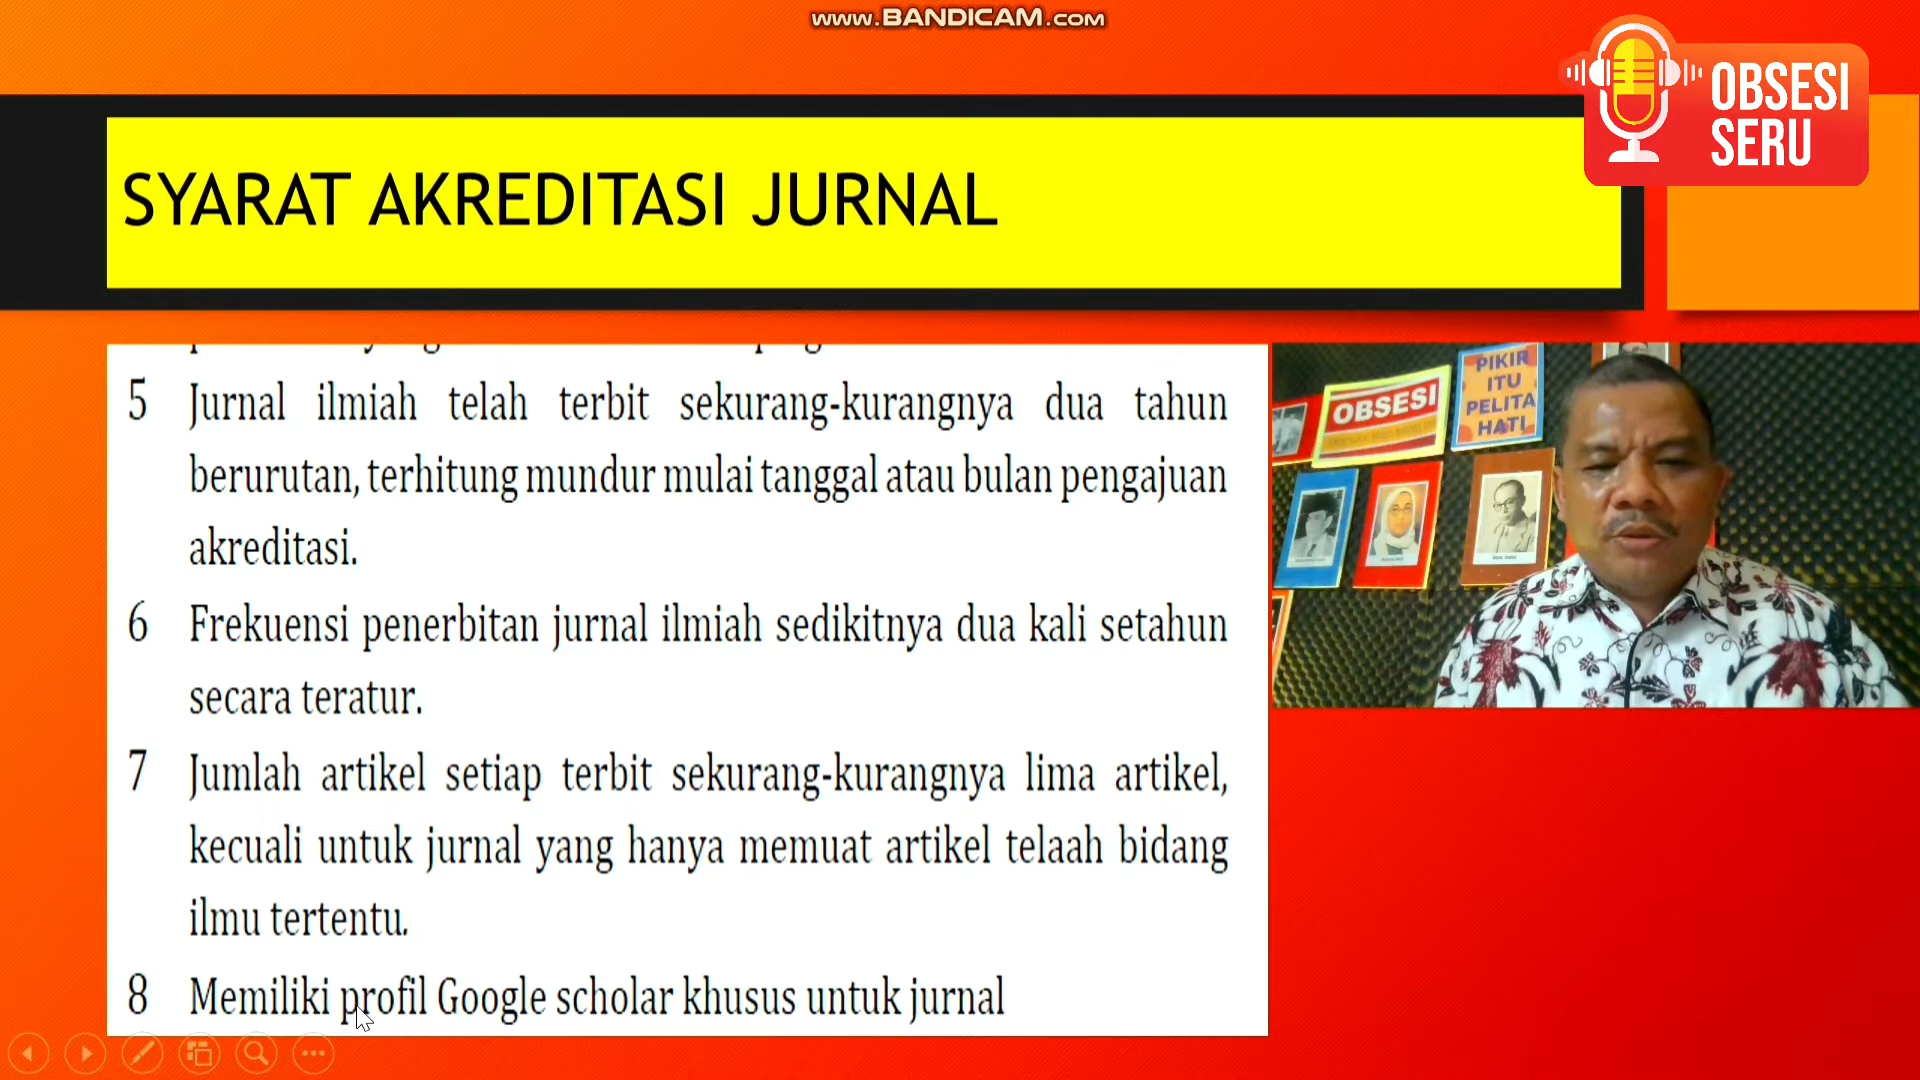 www.BANDICAM.com
OBSESI
SERU
SYARAT AKREDITASI JURNAL
5 Jurnal ilmiah telah terbit sekurang-kurangnya dua tahun
berurutan, terhitung mundur mulai tanggal atau bulan pengajuan
akreditasi.
6 Frekuensi penerbitan jurnal ilmiah sedikitnya dua kali setahun
secara teratur.
7 Jumlah artikel setiap terbit sekurang-kurangnya lima artikel,
kecuali untuk jurnal yang hanya memuat artikel telaah bidang
ilmu tertentu.
8 Memiliki profil Google scholar khusus untuk jurnal
OBSESI
PIKIR
ITU
PELITA
HATI